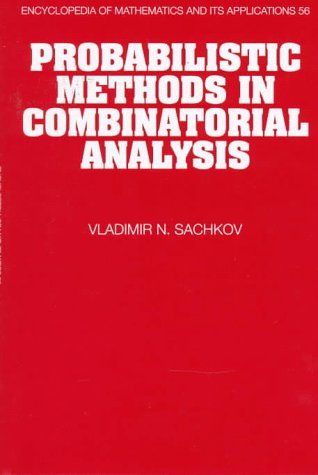 ENCYCLOPEDIA OF MATHEMATICS AND ITS APPLICATIONS 56
PROBABILISTIC
METHODS IN
COMBINATORIAL
ANALYSIS
VLADIMIR N. SACHKOV